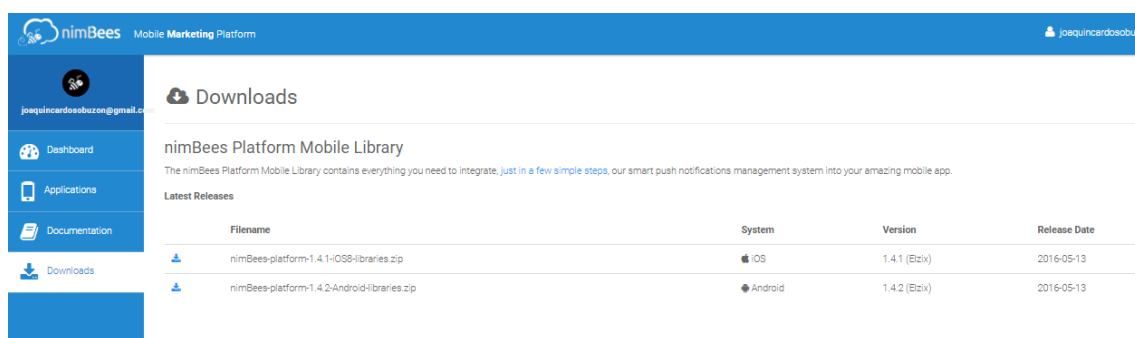 nimBees Mobile Marketing Platform
joaquincardosobu
joaquincardosobuzon@gmail.c
Dashboard
Applications
Documentation
Downloads
Downloads
nimBees Platform Mobile Library
The nimBees Platform Mobile Library contains everything you need to integrate, just in a few simple steps, our smart push notifications management system into your amazing mobile app.
Latest Releases
Filename System Version Release Date
nimBees-platform-1.4.1-iOS8-libraries.zip iOS 1.4.1 (Elzix) 2016-05-13
nimBees-platform-1.4.2-Android-libraries.zip Android 1.4.2 (Elzix) 2016-05-13